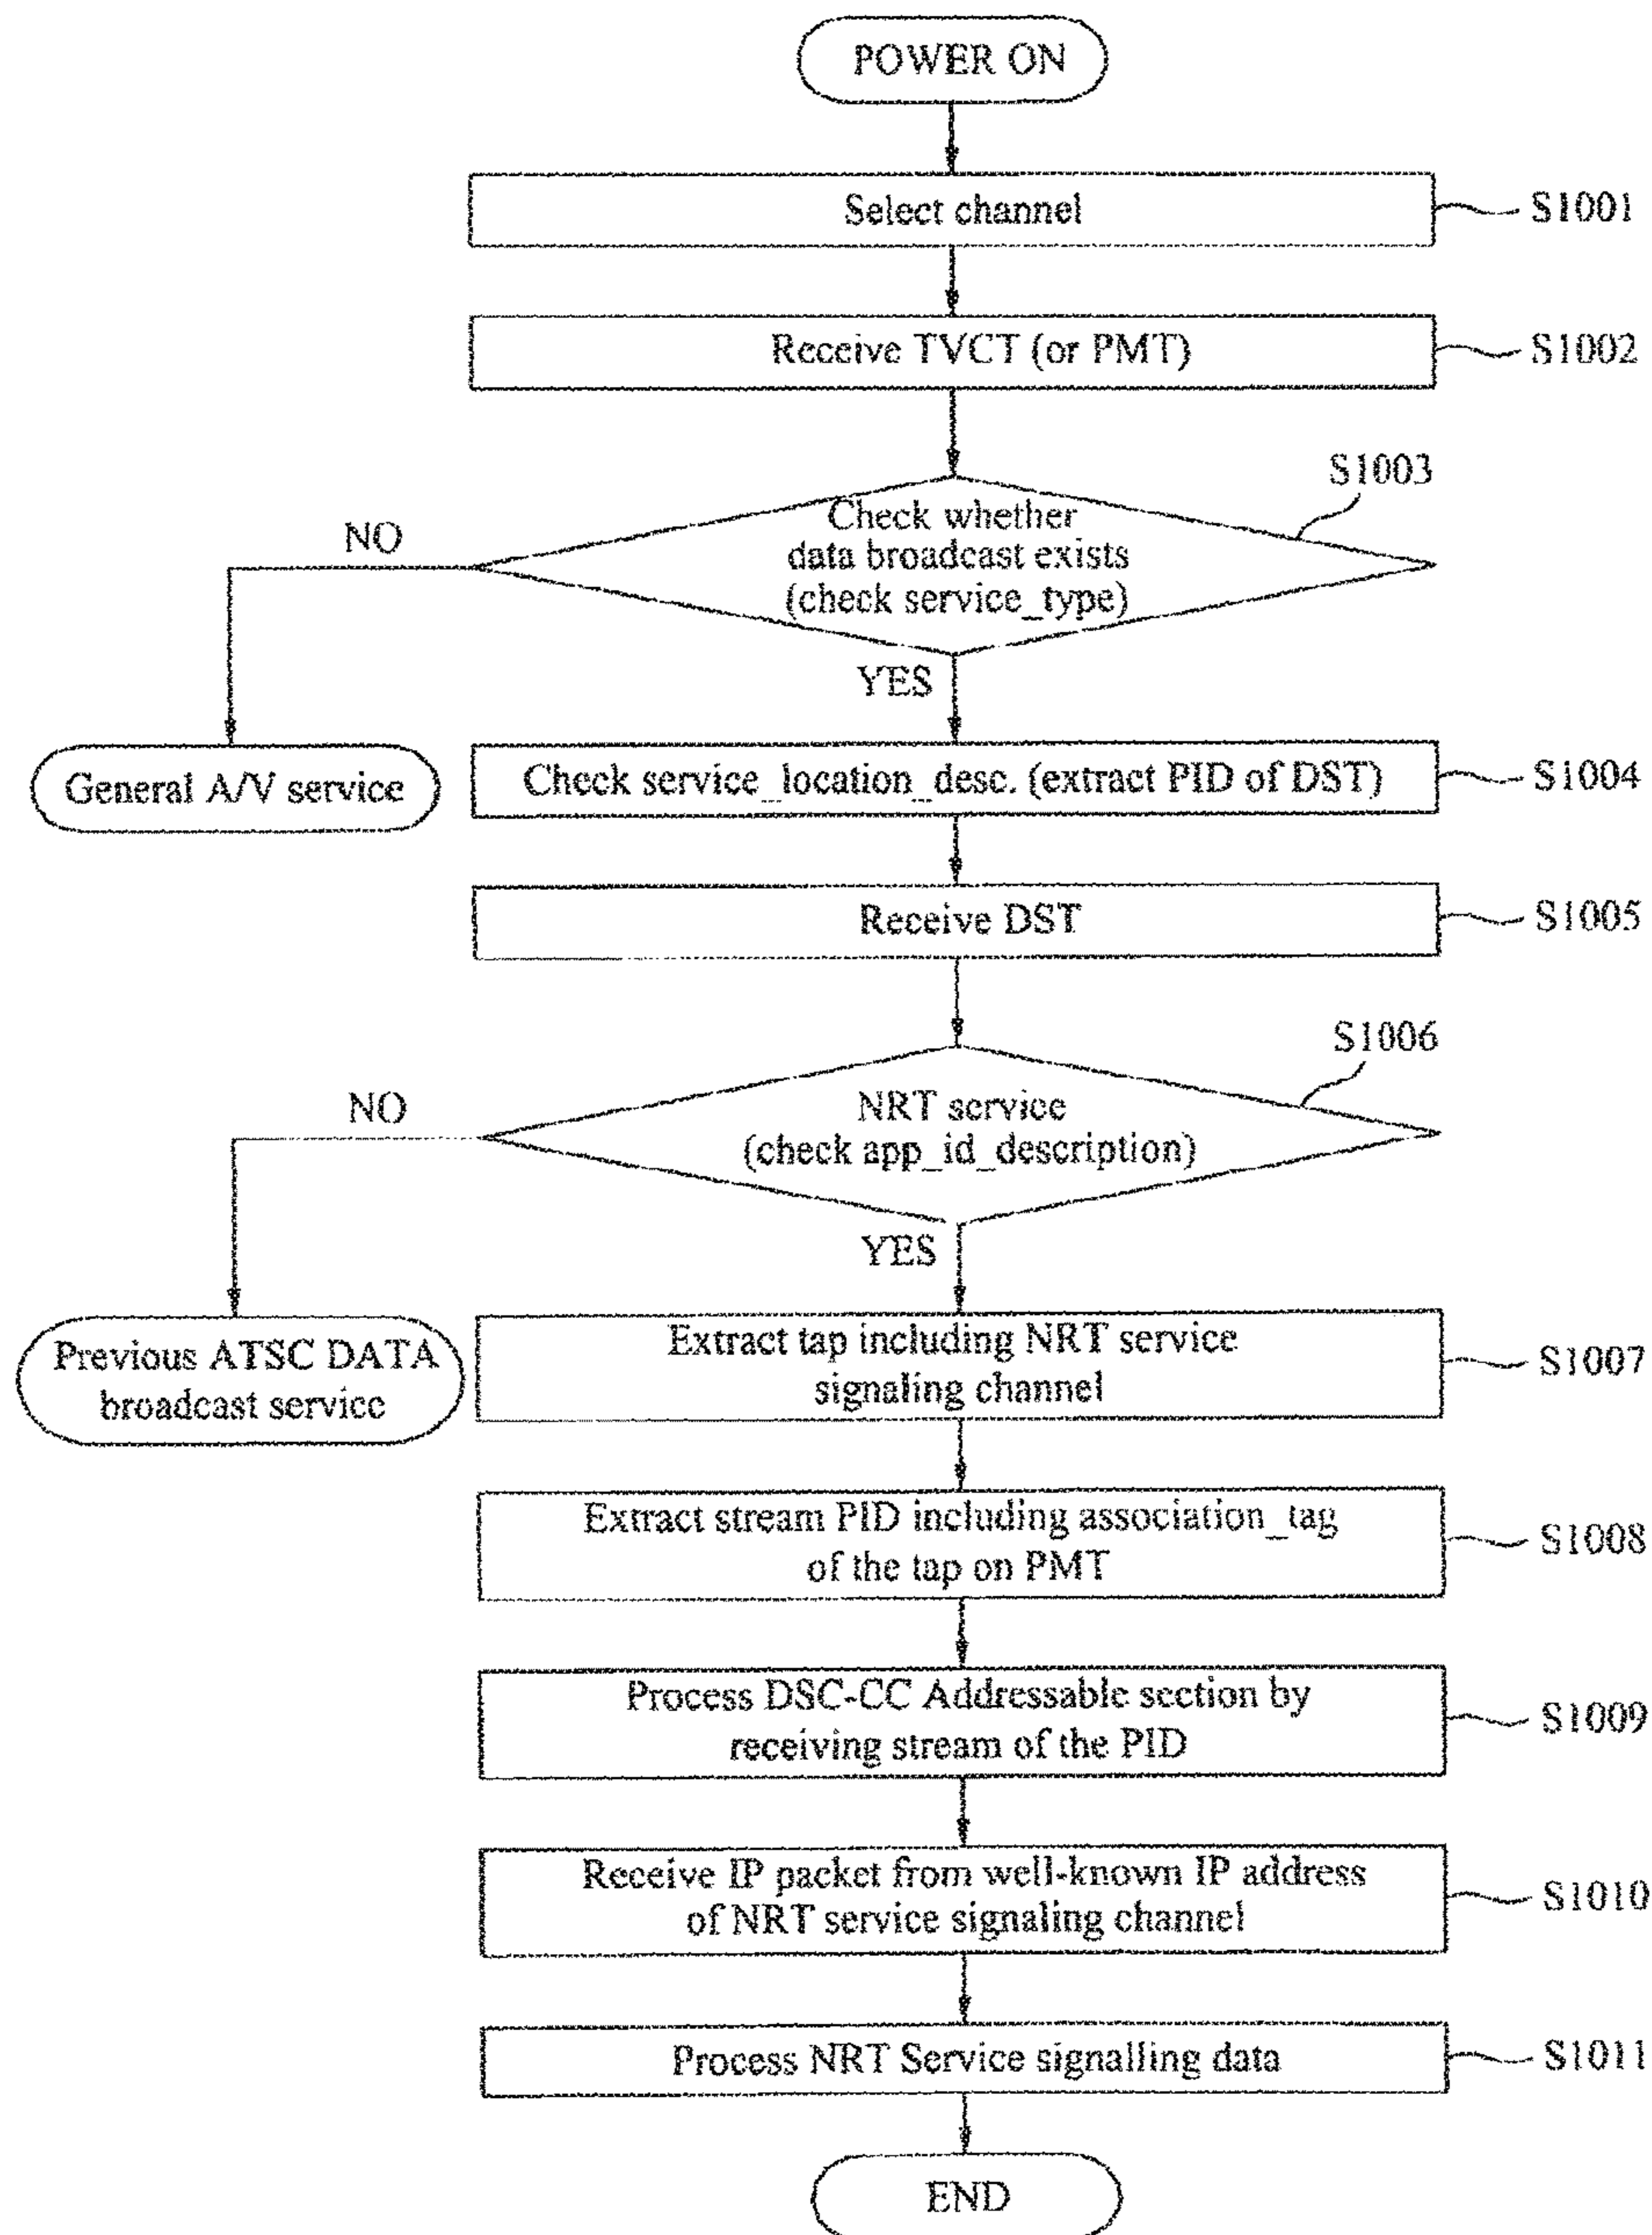 POWER ON
Select channel
S1001
Receive TVCT (or PMT)
S1002
S1003
Check whether
data broadcast exists
(check service_type)
NO
YES
General A/V service
Check service_location_desc. (extract PID of DST)
S1004
Receive DST
S1005
S1006
NRT service
(check app_id_description)
NO
YES
Previous ATSC DATA
broadcast service
Extract tap including NRT service
signaling channel
S1007
Extract stream PID including association_tag
of the tap on PMT
S1008
Process DSC-CC Addressable section by
receiving stream of the PID
S1009
Receive IP packet from well-known IP address
of NRT service signaling channel
S1010
Process NRT Service signalling data
S1011
END